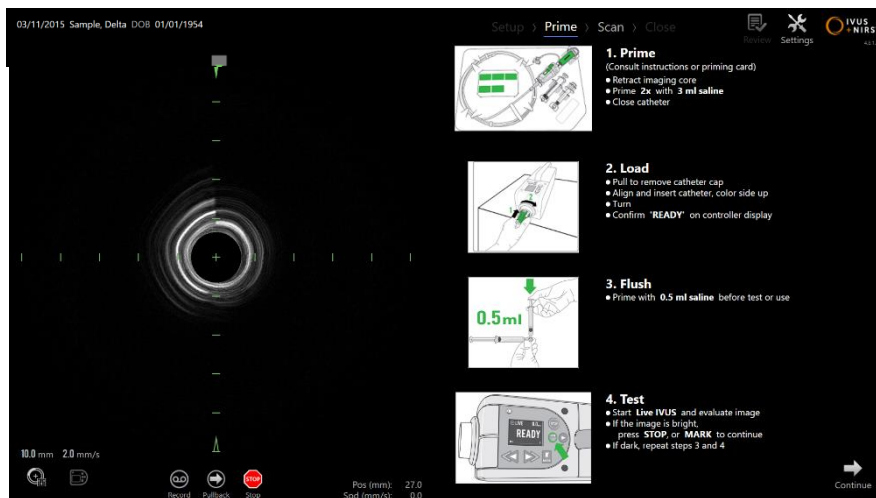 03/11/2015 Sample, Delta DOB 01/01/1954
Setup > Prime > Scan > Close
Review
Settings
IVUS
+NIRS
1. Prime
(Consult instructions or priming card)
• Retract imaging core
• Prime 2x with 3 ml saline
• Close catheter
2. Load
• Pull to remove catheter cap
• Align and insert catheter, color side up
• Turn
• Confirm "READY" on controller display
1
2
3. Flush
• Prime with 0.5 ml saline before test or use
0.5ml
4. Test
• Start Live IVUS and evaluate image
• If the image is bright,
press STOP, or MARK to continue
• If dark, repeat steps 3 and 4
LIVE
READY
10.0 mm 2.0 mm/s
STOP
Record
Pullback
Stop
Pos (mm): 27.0
Spd (mm/s): 0.0
Continue